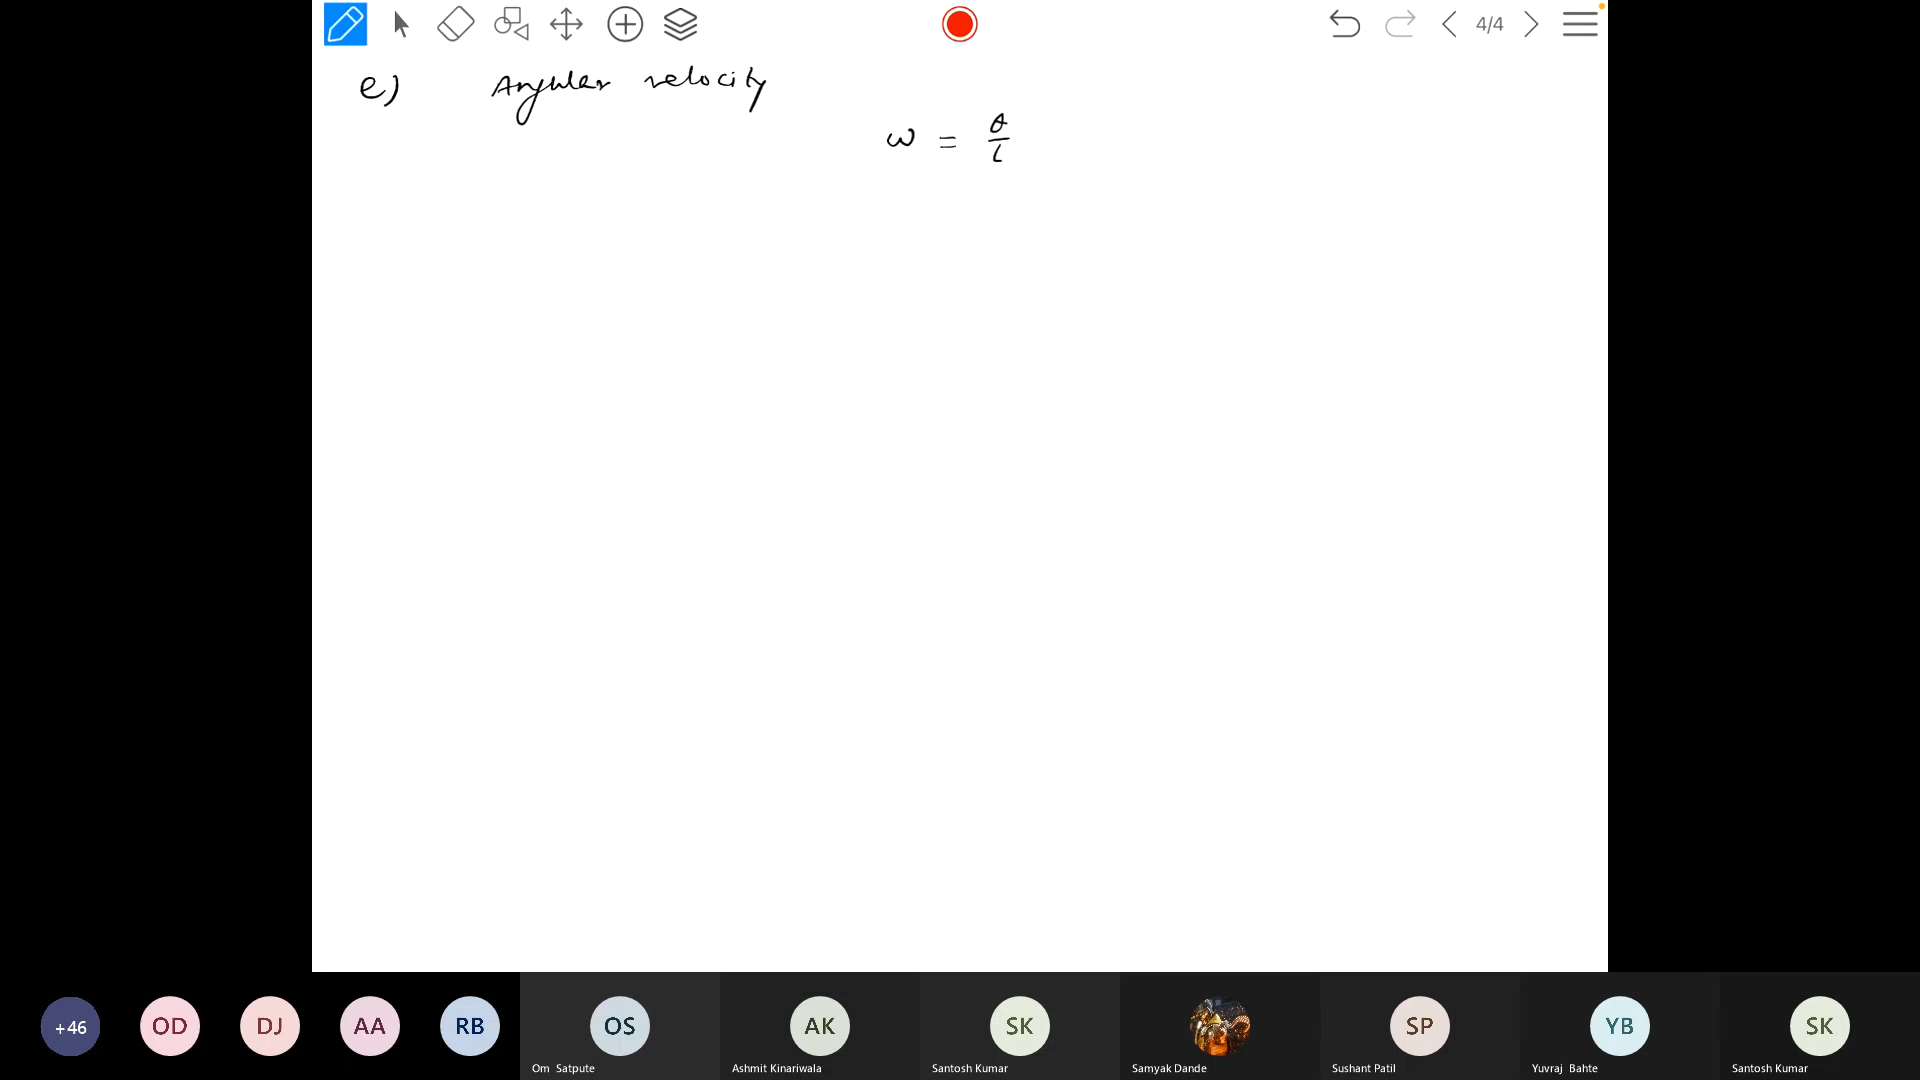 4/4
e) Angular velocity
ω = θ/t
+46
OD
DJ
AA
RB
OS
AK
SK
SP
YB
SK
Om Satpute
Ashmit Kinariwala
Santosh Kumar
Samyak Dande
Sushant Patil
Yuvraj Bahte
Santosh Kumar